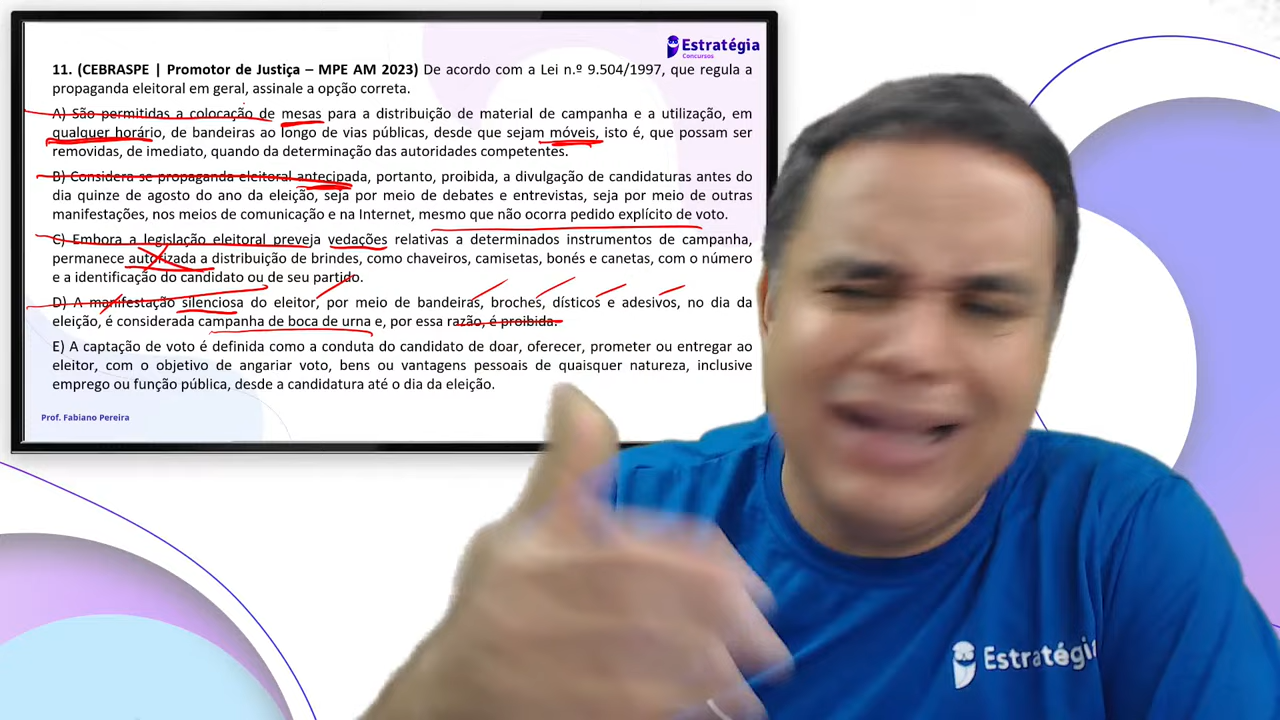 Estratégia
Concursos
11. (CEBRASPE | Promotor de Justiça – MPE AM 2023) De acordo com a Lei n.º 9.504/1997, que regula a
propaganda eleitoral em geral, assinale a opção correta.
A) São permitidas a colocação de mesas para a distribuição de material de campanha e a utilização, em
qualquer horário, de bandeiras ao longo de vias públicas, desde que sejam móveis, isto é, que possam ser
removidas, de imediato, quando da determinação das autoridades competentes.
B) Considera se propaganda eleitoral antecipada, portanto, proibida, a divulgação de candidaturas antes do
dia quinze de agosto do ano da eleição, seja por meio de debates e entrevistas, seja por meio de outras
manifestações, nos meios de comunicação e na Internet, mesmo que não ocorra pedido explícito de voto.
C) Embora a legislação eleitoral preveja vedações relativas a determinados instrumentos de campanha,
permanece autorizada a distribuição de brindes, como chaveiros, camisetas, bonés e canetas, com o número
e a identificação do candidato ou de seu partido.
D) A manifestação silenciosa do eleitor, por meio de bandeiras, broches, dísticos e adesivos, no dia da
eleição, é considerada campanha de boca de urna e, por essa razão, é proibida.
E) A captação de voto é definida como a conduta do candidato de doar, oferecer, prometer ou entregar ao
eleitor, com o objetivo de angariar voto, bens ou vantagens pessoais de quaisquer natureza, inclusive
emprego ou função pública, desde a candidatura até o dia da eleição.
Prof. Fabiano Pereira
Estratégia